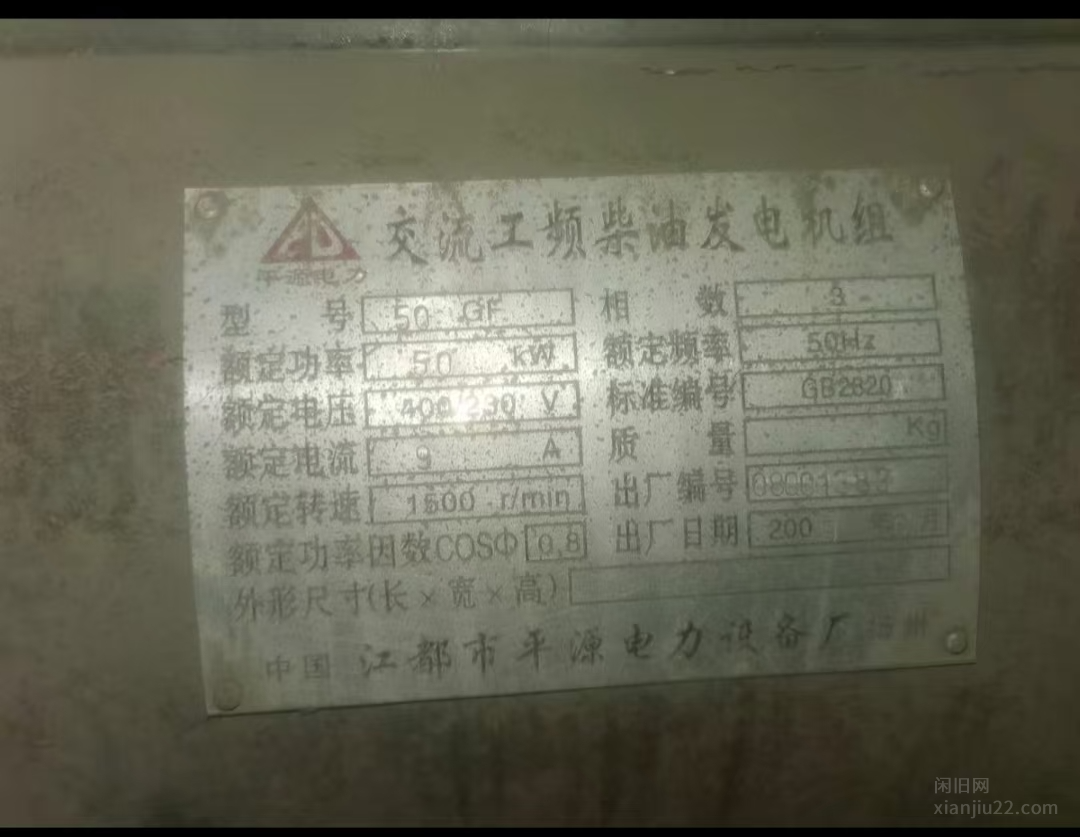 交流工频柴油发电机组
平源电力
型号 50 GF 相数 3
额定功率 50 kW 额定频率 50Hz
额定电压 400/230 V 标准编号 GB2820
额定电流 9 A 质量 Kg
额定转速 1500 r/min 出厂编号
额定功率因数COSΦ 0.8 出厂日期 200 年 月
外形尺寸(长×宽×高)
中国 江都市平源电力设备厂 扬州
闲旧网
xianjiu22.com